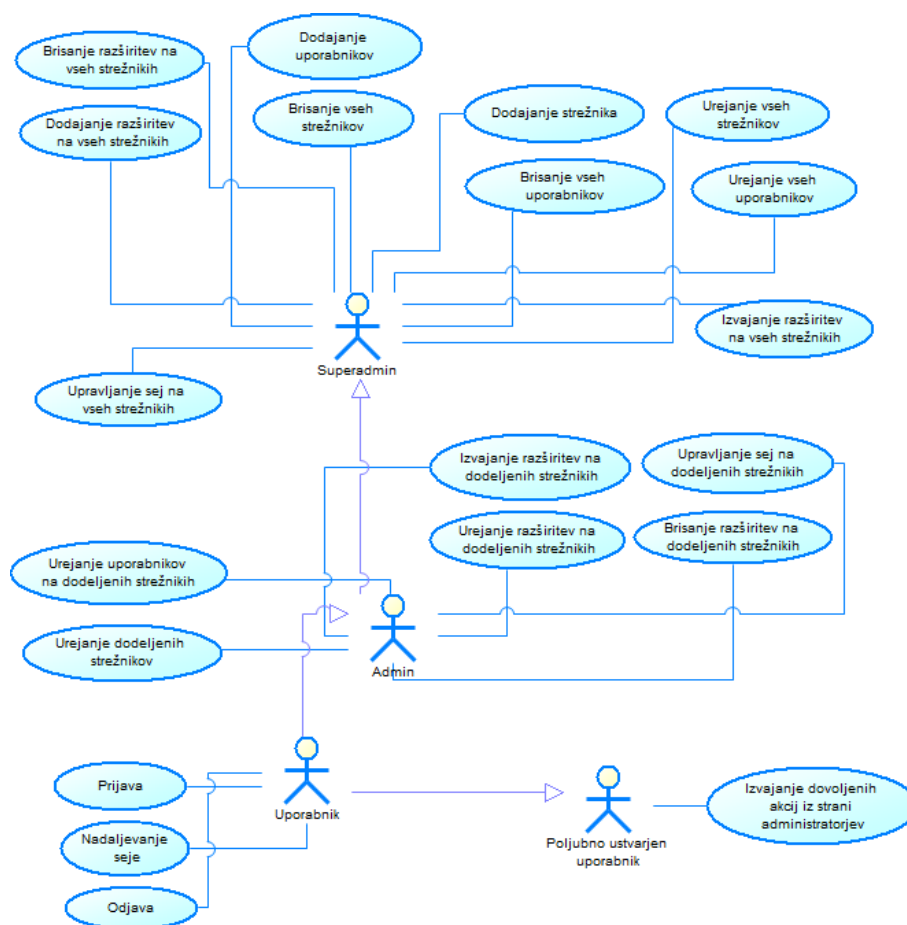 Dodajanje
uporabnikov
Brisanje razširitev na
vseh strežnikih
Brisanje vseh
strežnikov
Dodajanje strežnika
Urejanje vseh
strežnikov
Dodajanje razširitev
na vseh strežnikih
Brisanje vseh
uporabnikov
Urejanje vseh
uporabnikov
Izvajanje razširitev
na vseh strežnikih
Superadmin
Upravljanje sej na
vseh strežnikih
Izvajanje razširitev na
dodeljenih strežnikih
Upravljanje sej na
dodeljenih strežnikih
Urejanje razširitev na
dodeljenih strežnikih
Brisanje razširitev na
dodeljenih strežnikih
Urejanje uporabnikov
na dodeljenih strežnikih
Urejanje dodeljenih
strežnikov
Admin
Prijava
Uporabnik
Nadaljevanje
seje
Odjava
Poljubno ustvarjen
uporabnik
Izvajanje dovoljenih
akcij iz strani
administratorjev